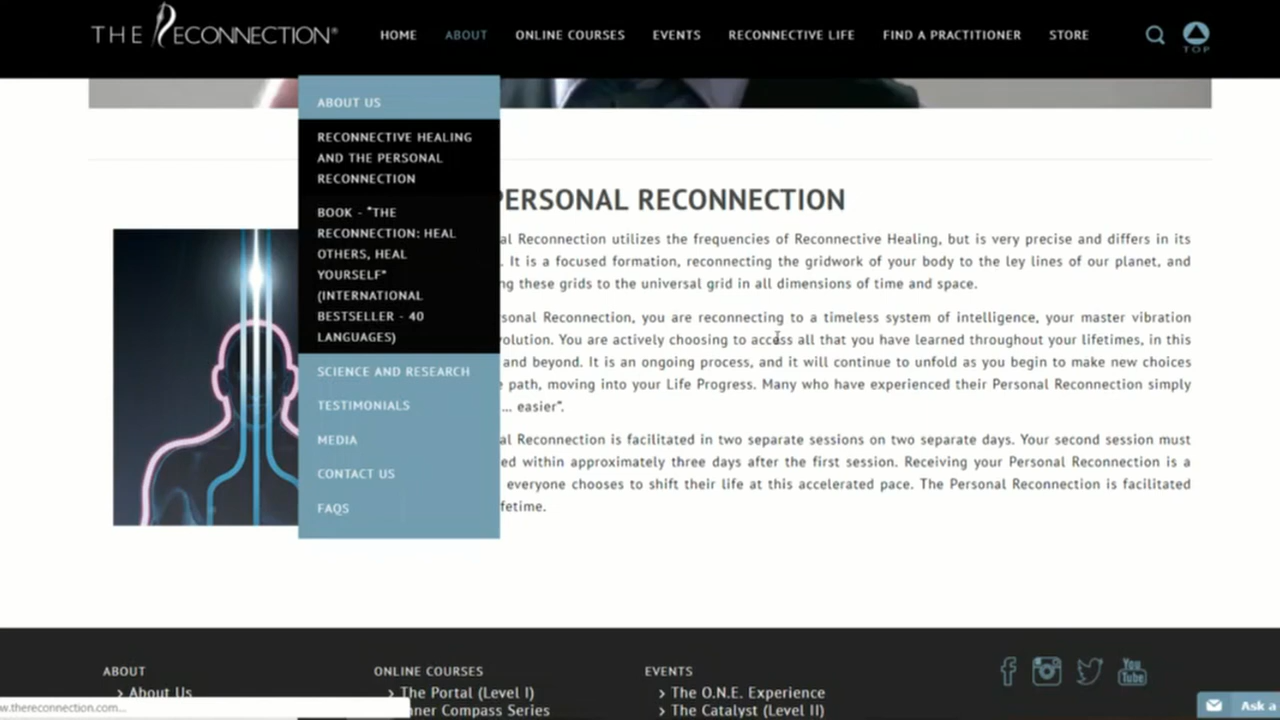 THE RECONNECTION®
HOME ABOUT ONLINE COURSES EVENTS RECONNECTIVE LIFE FIND A PRACTITIONER STORE
TOP
ABOUT US
RECONNECTIVE HEALING
AND THE PERSONAL
RECONNECTION
BOOK - "THE
RECONNECTION: HEAL
OTHERS, HEAL
YOURSELF"
(INTERNATIONAL
BESTSELLER - 40
LANGUAGES)
SCIENCE AND RESEARCH
TESTIMONIALS
MEDIA
CONTACT US
FAQS
PERSONAL RECONNECTION
al Reconnection utilizes the frequencies of Reconnective Healing, but is very precise and differs in its
. It is a focused formation, reconnecting the gridwork of your body to the ley lines of our planet, and
ng these grids to the universal grid in all dimensions of time and space.
sonal Reconnection, you are reconnecting to a timeless system of intelligence, your master vibration
volution. You are actively choosing to access all that you have learned throughout your lifetimes, in this
and beyond. It is an ongoing process, and it will continue to unfold as you begin to make new choices
e path, moving into your Life Progress. Many who have experienced their Personal Reconnection simply
... easier".
al Reconnection is facilitated in two separate sessions on two separate days. Your second session must
ed within approximately three days after the first session. Receiving your Personal Reconnection is a
everyone chooses to shift their life at this accelerated pace. The Personal Reconnection is facilitated
fetime.
ABOUT
> About Us
ONLINE COURSES
> The Portal (Level I)
nner Compass Series
EVENTS
> The O.N.E. Experience
> The Catalyst (Level II)
You
Tube
w.thereconnection.com...
Ask a